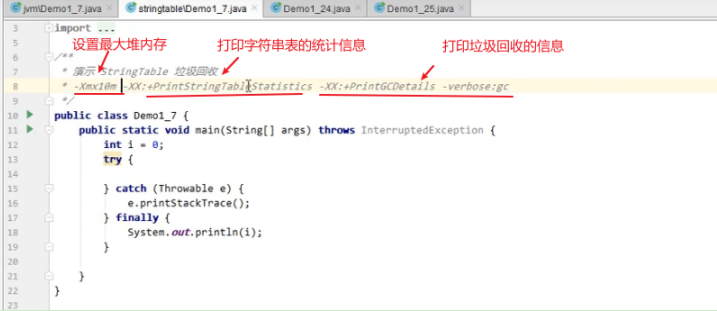 jvm\Demo1_7.java stringtable\Demo1_7.java Demo1_24.java Demo1_25.java
3 import ...
5
设置最大堆内存 打印字符串表的统计信息 打印垃圾回收的信息
6 /**
7 * 演示 StringTable 垃圾回收
8 * -Xmx10m -XX:+PrintStringTableStatistics -XX:+PrintGCDetails -verbose:gc
9 */
10 public class Demo1_7 {
11 public static void main(String[] args) throws InterruptedException {
12 int i = 0;
13 try {
14
15 } catch (Throwable e) {
16 e.printStackTrace();
17 } finally {
18 System.out.println(i);
19 }
20
21 }
22 }
23